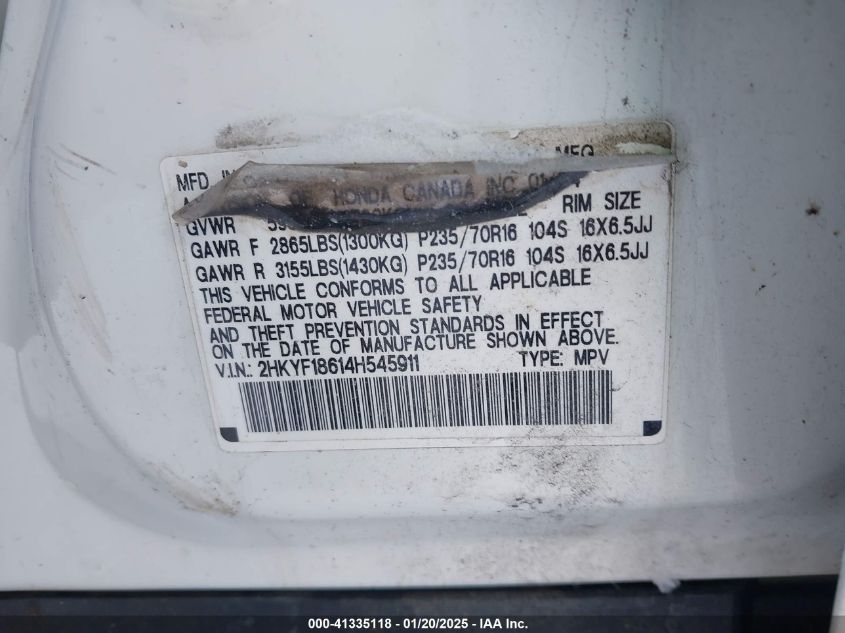 MFD. IN
MFG
HONDA CANADA INC
GVWR RIM SIZE
GAWR F 2865LBS(1300KG) P235/70R16 104S 16X6.5JJ
GAWR R 3155LBS(1430KG) P235/70R16 104S 16X6.5JJ
THIS VEHICLE CONFORMS TO ALL APPLICABLE
FEDERAL MOTOR VEHICLE SAFETY
AND THEFT PREVENTION STANDARDS IN EFFECT
ON THE DATE OF MANUFACTURE SHOWN ABOVE.
V.I.N.: 2HKYF18614H545911 TYPE: MPV
000-41335118 - 01/20/2025 - IAA Inc.